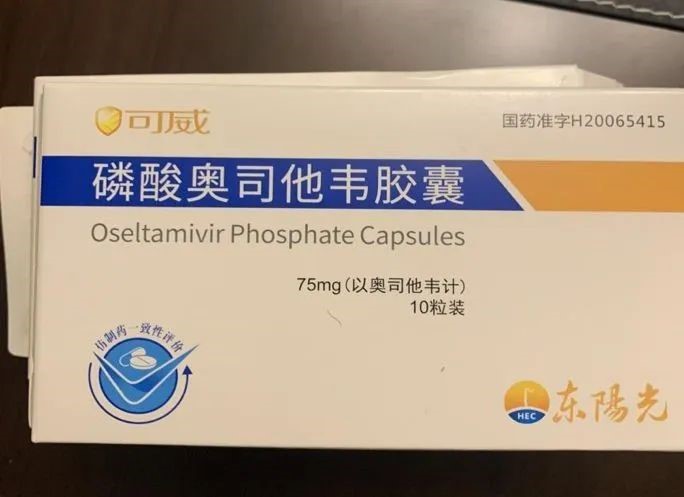 可威
国药准字H20065415
磷酸奥司他韦胶囊
Oseltamivir Phosphate Capsules
75mg(以奥司他韦计)
10粒装
仿制药一致性评价
HEC
东陽光